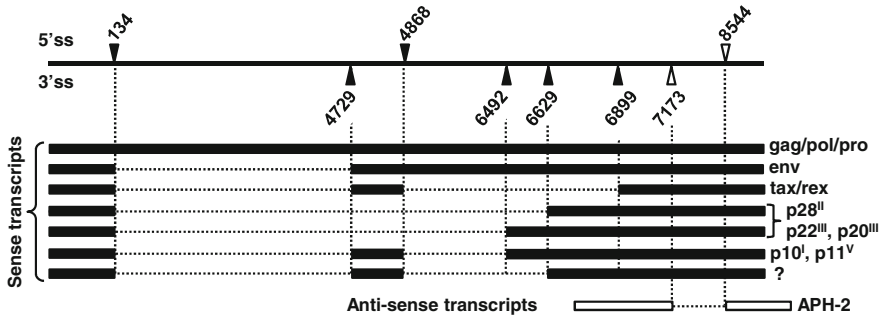 5'ss
134
4868
8544
3'ss
4729
6492
6629
6899
7173
Sense transcripts
gag/pol/pro
env
tax/rex
p28ᴵᴵ
p22ᴵᴵᴵ, p20ᴵᴵᴵ
p10ᴵ, p11ⱽ
?
Anti-sense transcripts
APH-2